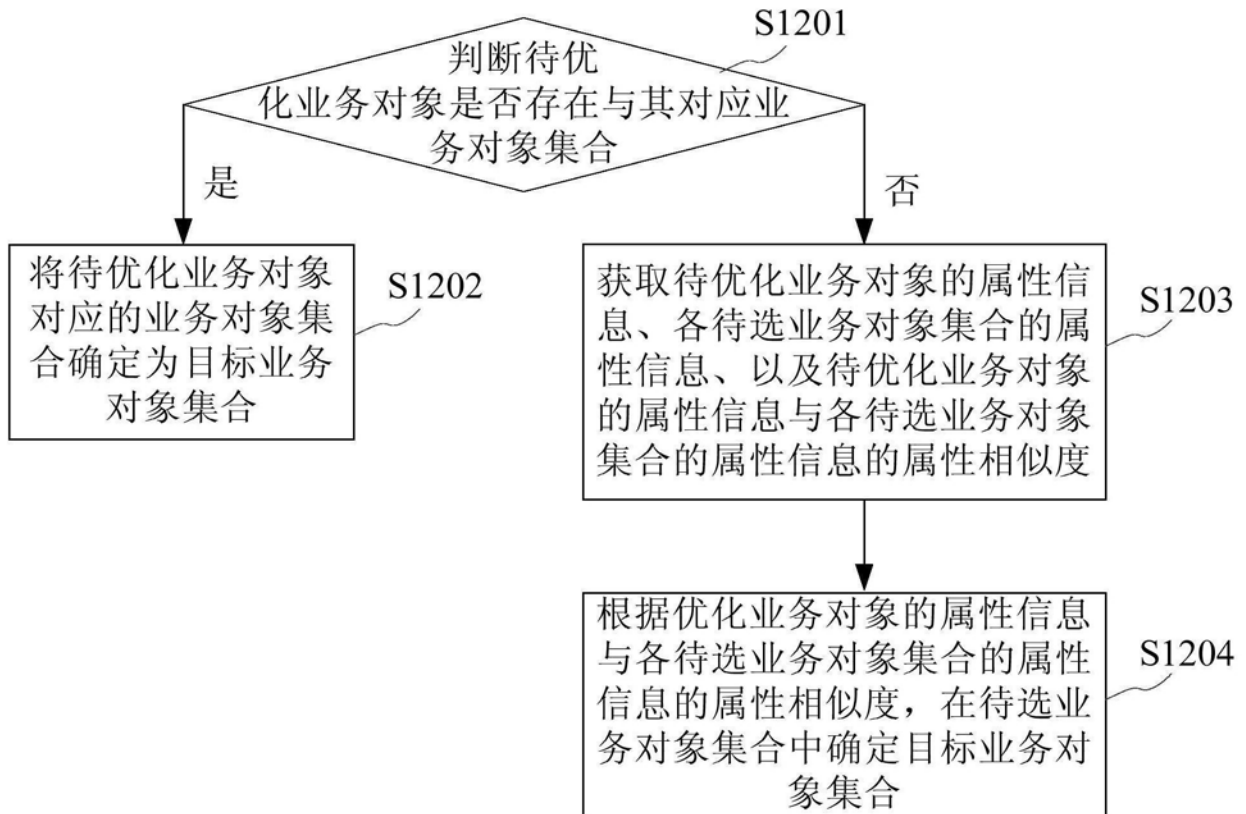 S1201
判断待优
化业务对象是否存在与其对应业
务对象集合
是
否
将待优化业务对象
对应的业务对象集
合确定为目标业务
对象集合
S1202
获取待优化业务对象的属性信
息、各待选业务对象集合的属
性信息、以及待优化业务对象
的属性信息与各待选业务对象
集合的属性信息的属性相似度
S1203
根据优化业务对象的属性信息
与各待选业务对象集合的属性
信息的属性相似度，在待选业
务对象集合中确定目标业务对
象集合
S1204